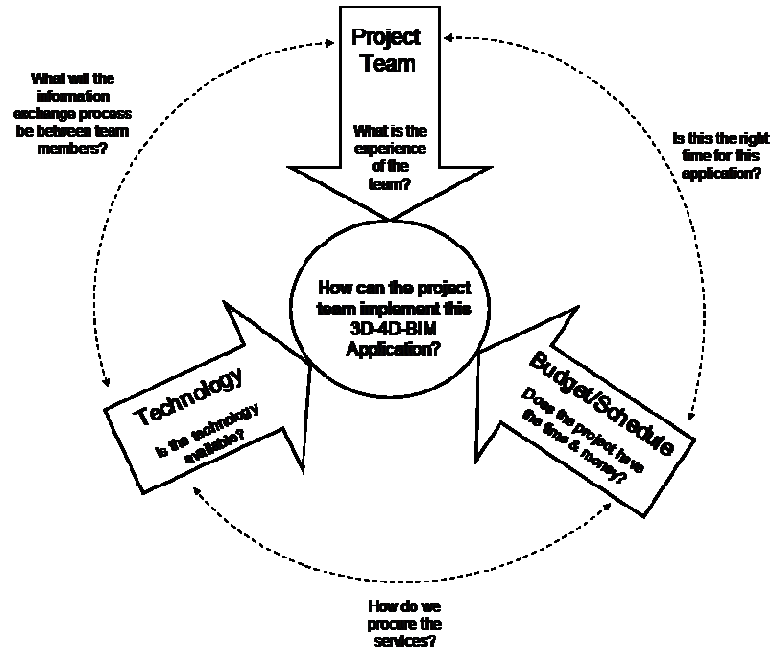 Project
Team
What is the
experience
of the
team?
What will the
information
exchange process
be between team
members?
Is this the right
time for this
application?
How can the project
team implement this
3D-4D-BIM
Application?
Technology
Is the technology
available?
Budget/Schedule
Does the project have
the time & money?
How do we
procure the
services?